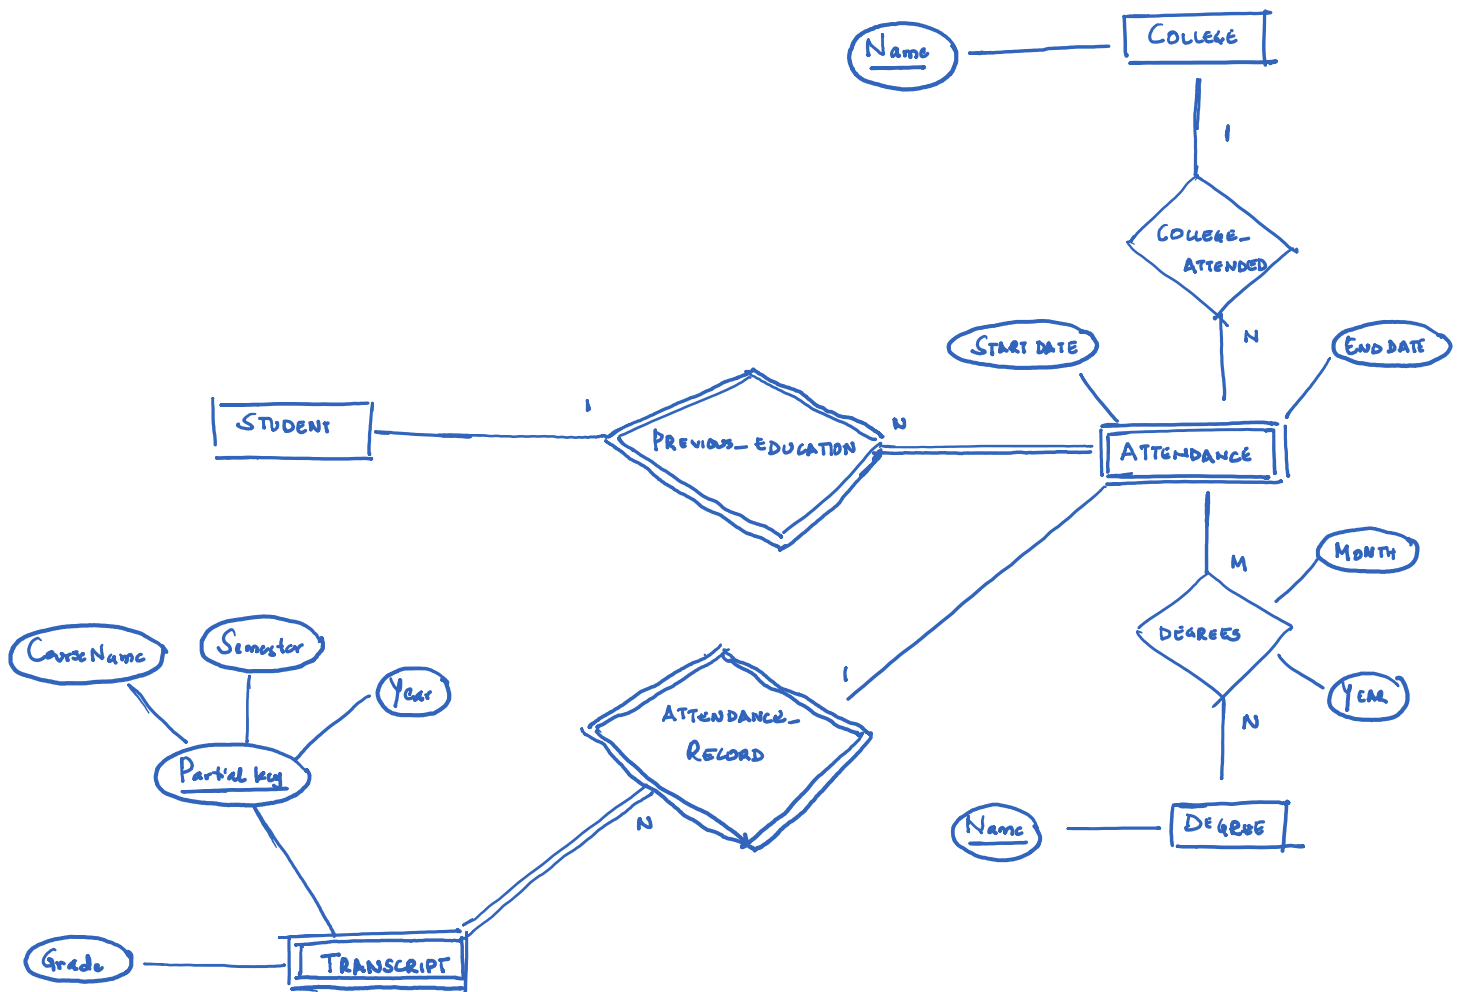 Name
COLLEGE
1
COLLEGE_
ATTENDED
N
START DATE
END DATE
STUDENT
1
PREVIOUS_EDUCATION
N
ATTENDANCE
M
MONTH
DEGREES
YEAR
N
Name
DEGREE
CourseName
Semester
Year
Partial key
ATTENDANCE_
RECORD
1
N
Grade
TRANSCRIPT